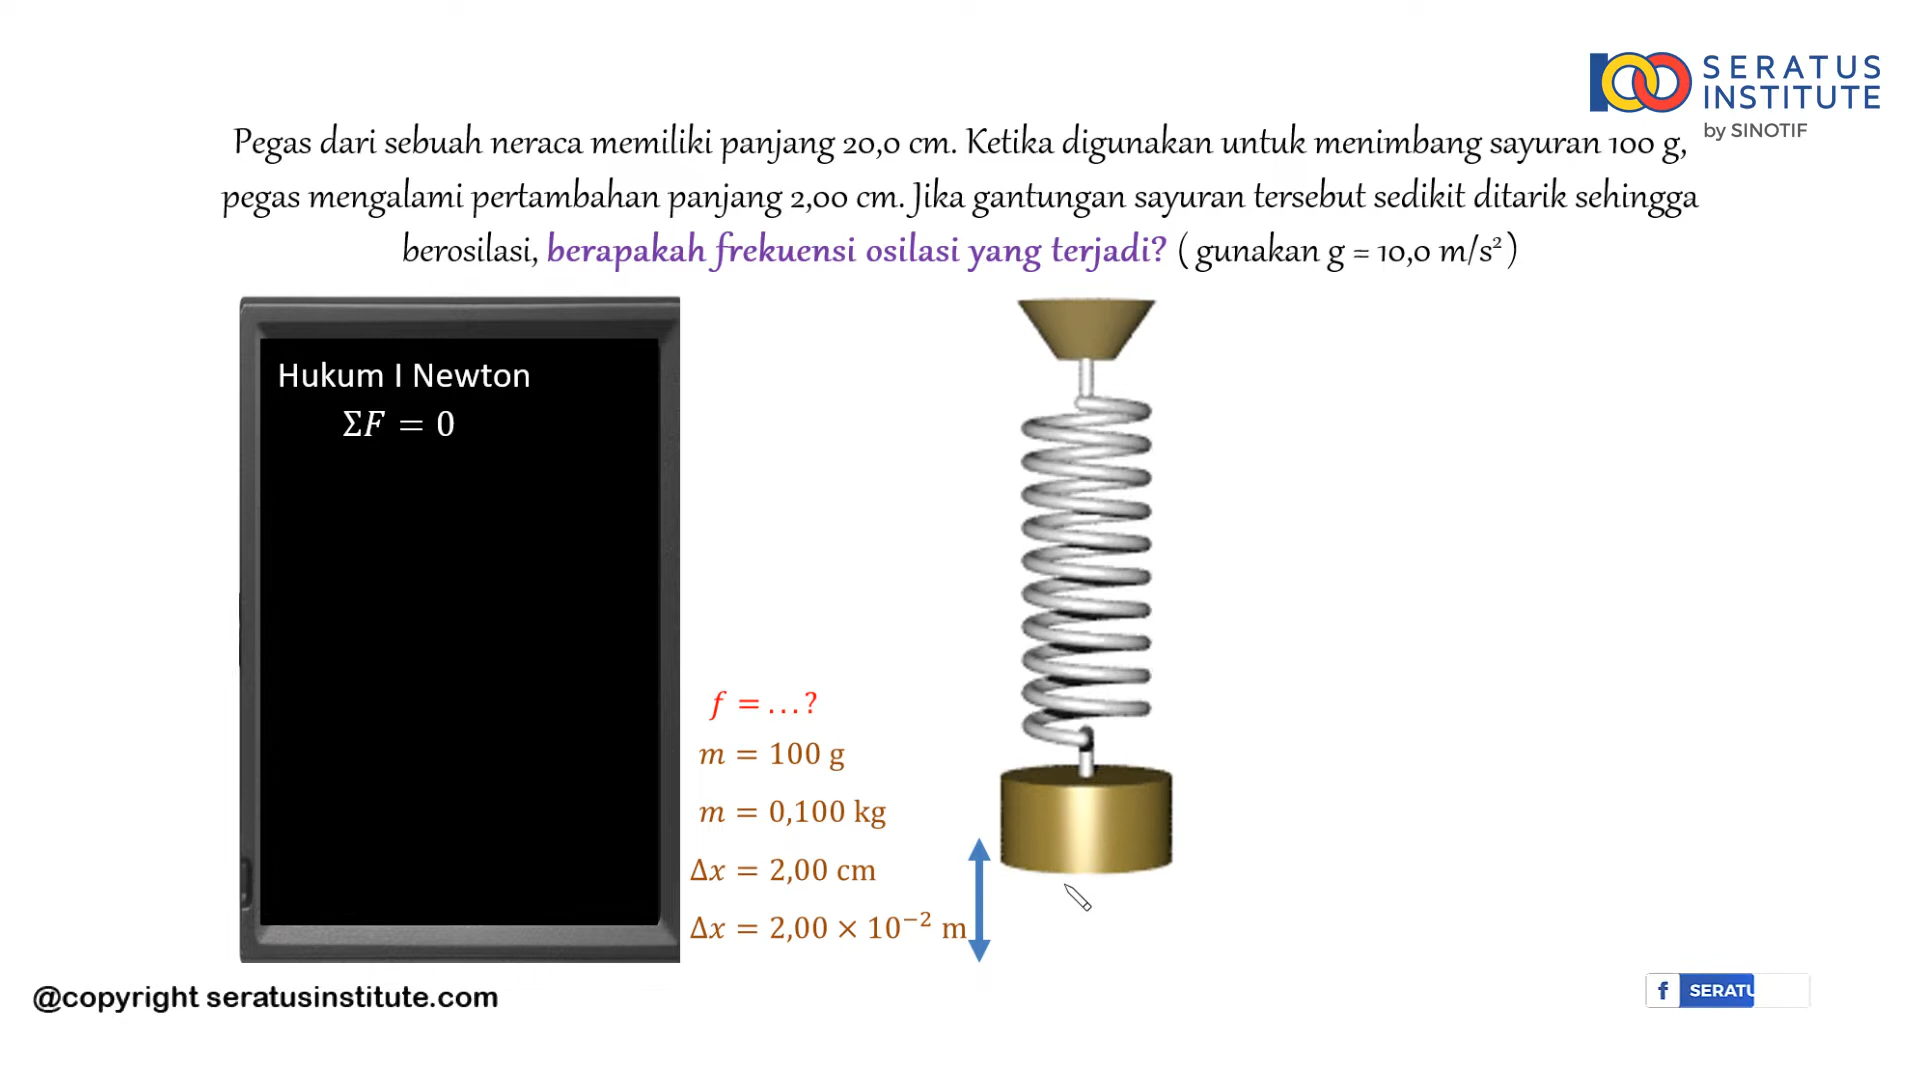 SERATUS
INSTITUTE
by SINOTIF
Pegas dari sebuah neraca memiliki panjang 20,0 cm. Ketika digunakan untuk menimbang sayuran 100 g,
pegas mengalami pertambahan panjang 2,00 cm. Jika gantungan sayuran tersebut sedikit ditarik sehingga
berosilasi, berapakah frekuensi osilasi yang terjadi? ( gunakan g = 10,0 m/s² )
Hukum I Newton
ΣF = 0
f = ...?
m = 100 g
m = 0,100 kg
Δx = 2,00 cm
Δx = 2,00 × 10⁻² m
@copyright seratusinstitute.com
f SERATU